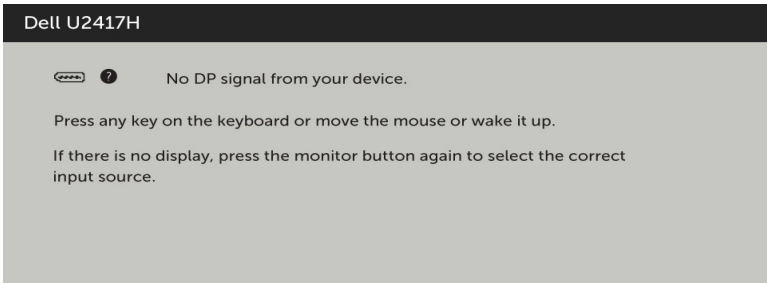 Dell U2417H
? No DP signal from your device.
Press any key on the keyboard or move the mouse or wake it up.
If there is no display, press the monitor button again to select the correct
input source.